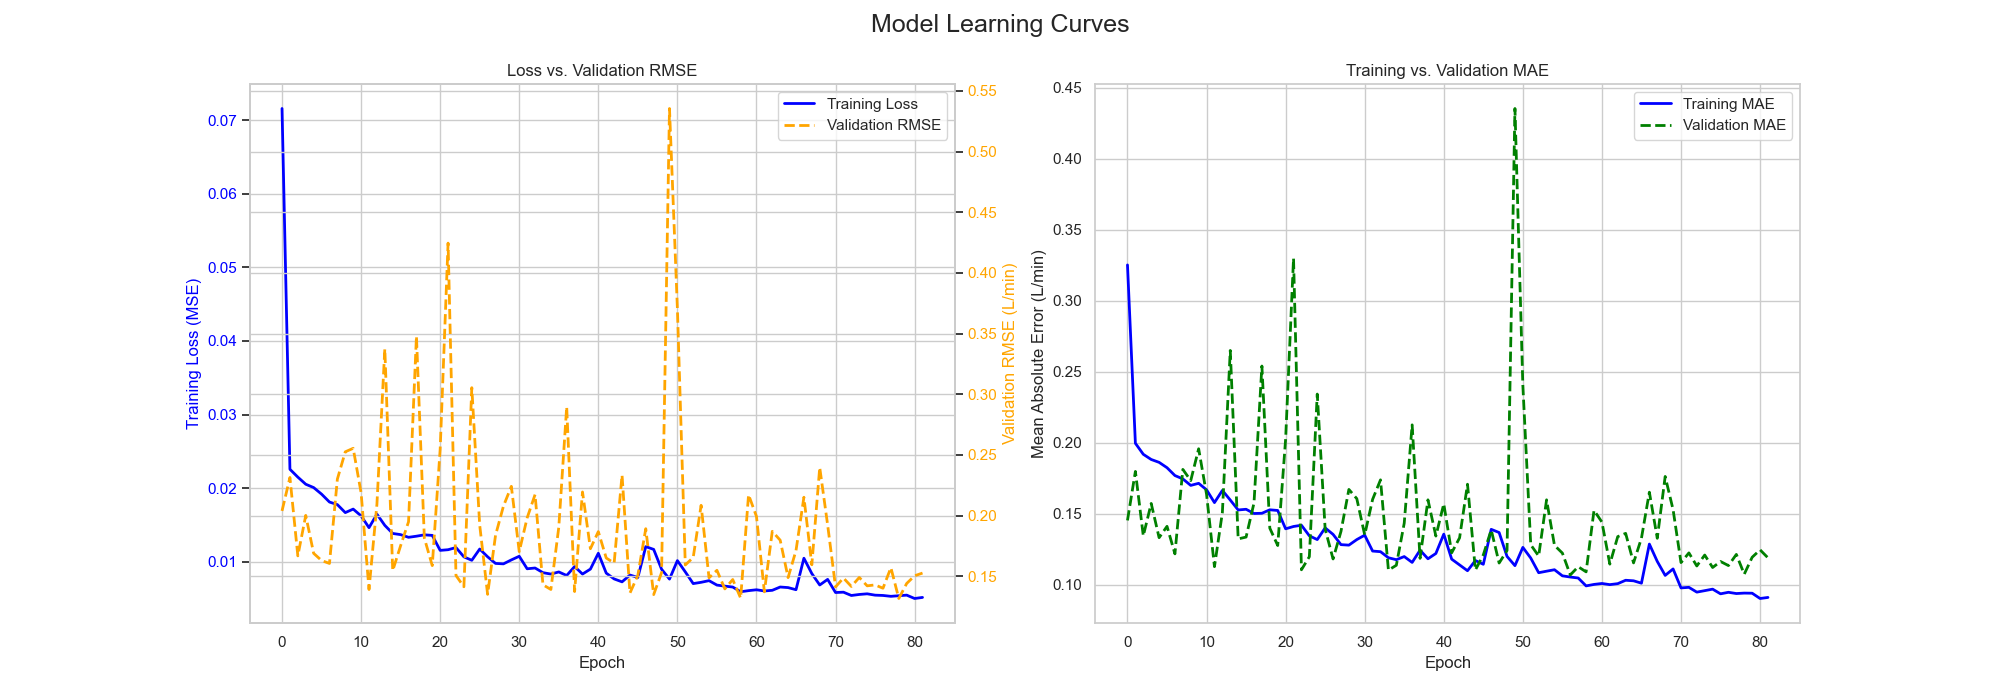 Model Learning Curves
Loss vs. Validation RMSE
Training Loss
Validation RMSE
Training Loss (MSE)
0.07
0.06
0.05
0.04
0.03
0.02
0.01
0.55
0.50
0.45
0.40
0.35
0.30
0.25
0.20
0.15
Validation RMSE (L/min)
0 10 20 30 40 50 60 70 80
Epoch
Training vs. Validation MAE
Training MAE
Validation MAE
Mean Absolute Error (L/min)
0.45
0.40
0.35
0.30
0.25
0.20
0.15
0.10
0 10 20 30 40 50 60 70 80
Epoch